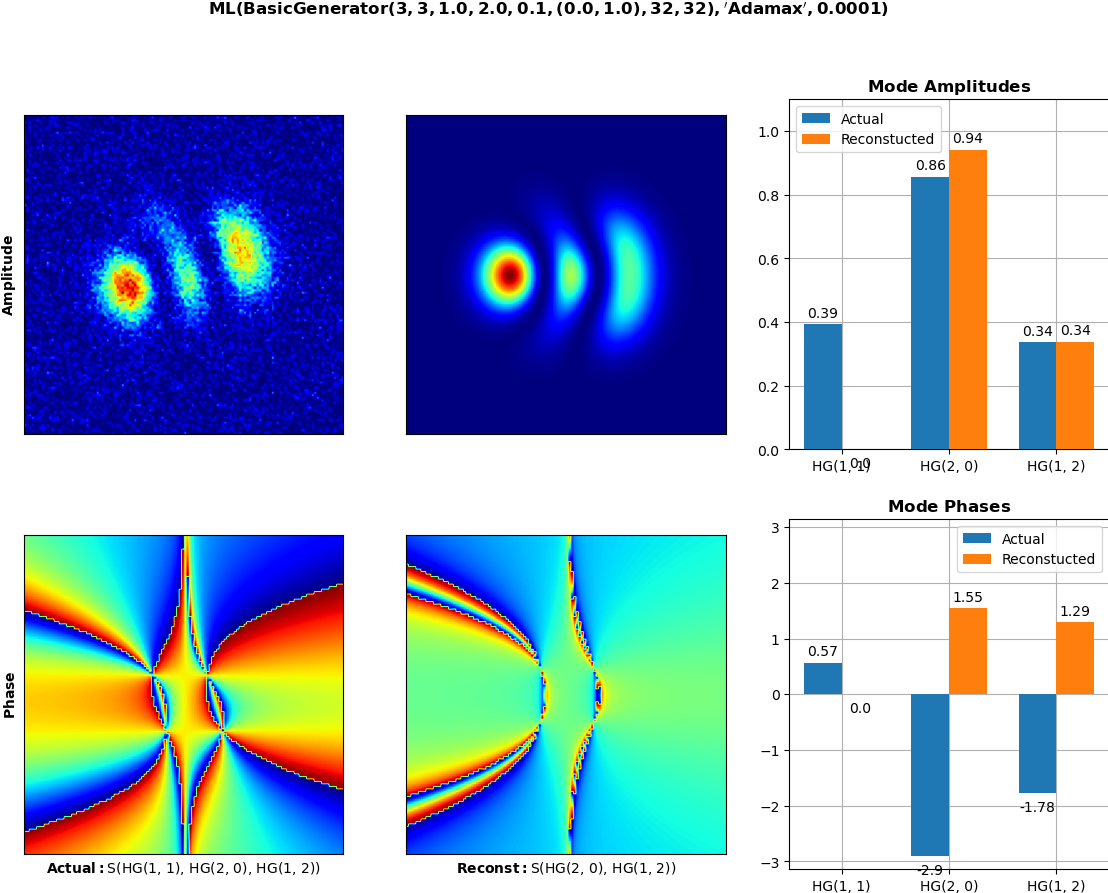 ML(BasicGenerator(3, 3, 1.0, 2.0, 0.1, (0.0, 1.0), 32, 32), 'Adamax', 0.0001)
Amplitude
Mode Amplitudes
Actual
Reconstucted
1.0
0.8
0.6
0.4
0.2
0.0
0.39
0.0
0.86
0.94
0.34
0.34
HG(1, 1)
HG(2, 0)
HG(1, 2)
Phase
Actual: S(HG(1, 1), HG(2, 0), HG(1, 2))
Reconst: S(HG(2, 0), HG(1, 2))
Mode Phases
Actual
Reconstucted
3
2
1
0
−1
−2
−3
0.57
0.0
-2.9
1.55
-1.78
1.29
HG(1, 1)
HG(2, 0)
HG(1, 2)